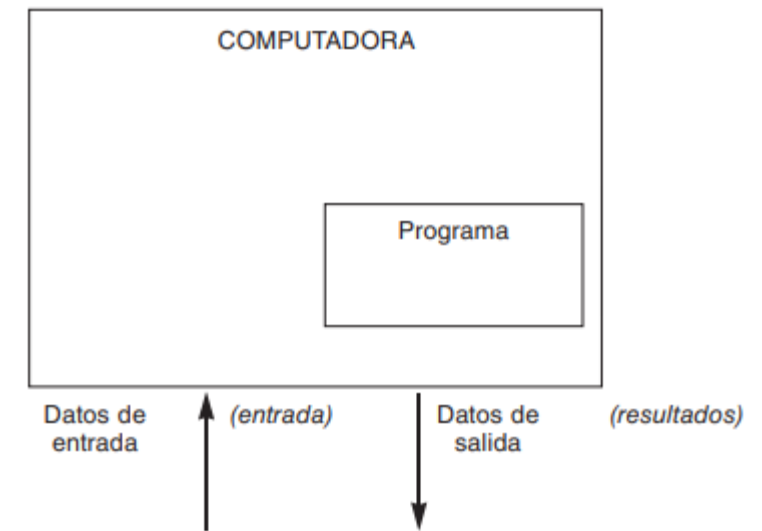 COMPUTADORA
Programa
Datos de
entrada
(entrada)
Datos de
salida
(resultados)